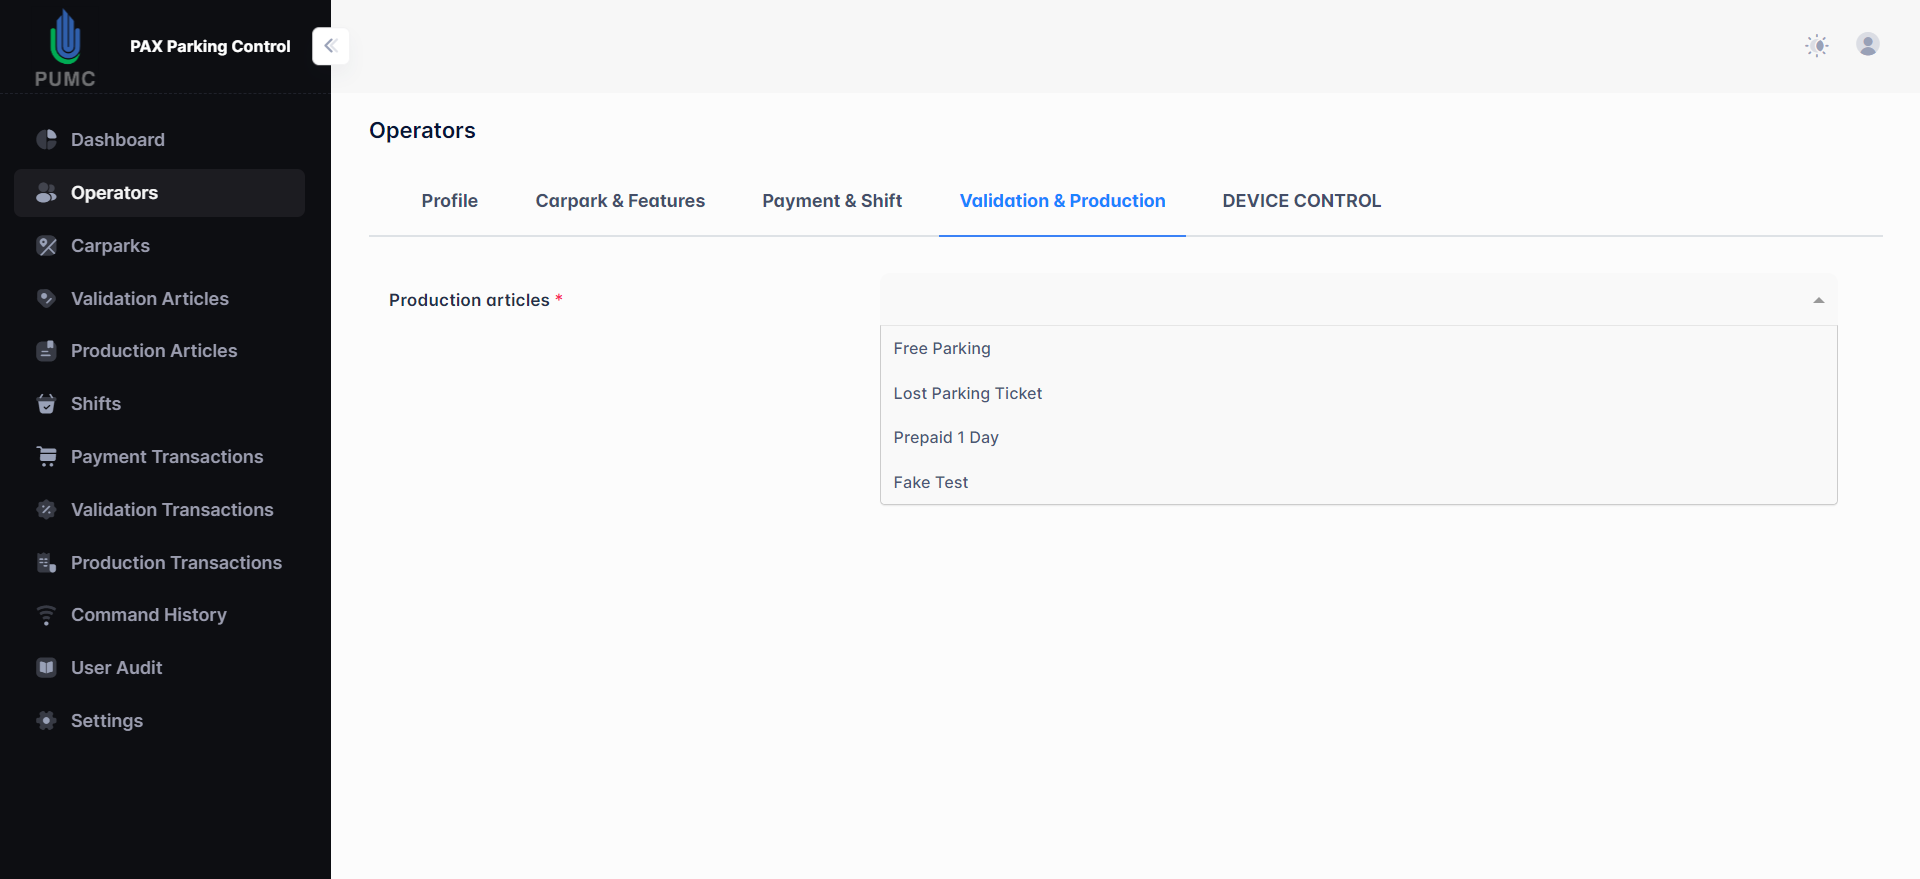 PUMC
PAX Parking Control
Dashboard
Operators
Carparks
Validation Articles
Production Articles
Shifts
Payment Transactions
Validation Transactions
Production Transactions
Command History
User Audit
Settings
Operators
Profile
Carpark & Features
Payment & Shift
Validation & Production
DEVICE CONTROL
Production articles *
Free Parking
Lost Parking Ticket
Prepaid 1 Day
Fake Test